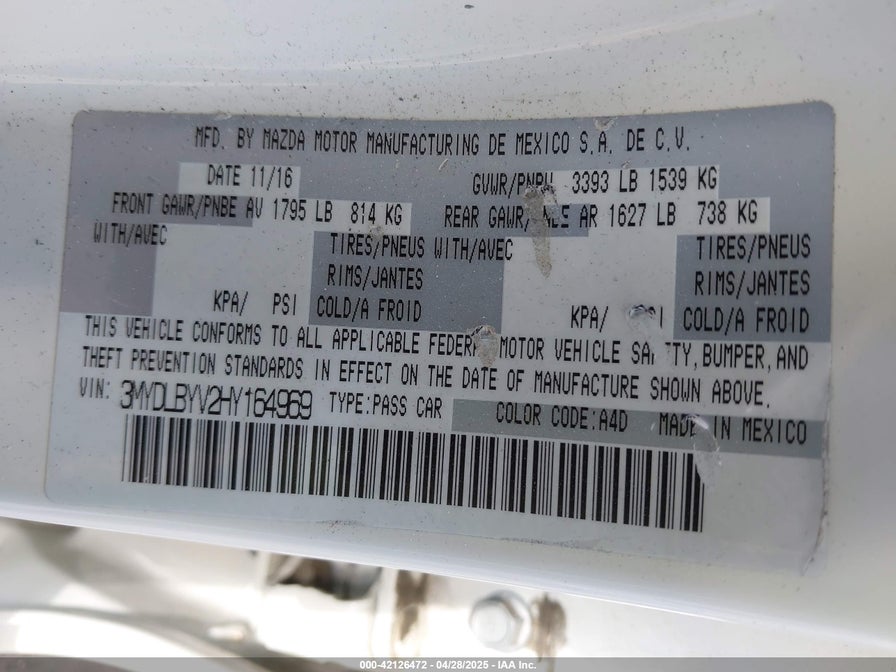 MFD. BY MAZDA MOTOR MANUFACTURING DE MEXICO S.A. DE C.V.
DATE 11/16 GVWR/PNBV 3393 LB 1539 KG
FRONT GAWR/PNBE AV 1795 LB 814 KG REAR GAWR/ AR 1627 LB 738 KG
WITH/AVEC TIRES/PNEUS WITH/AVEC TIRES/PNEUS
RIMS/JANTES RIMS/JANTES
KPA/ PSI COLD/A FROID KPA/ COLD/A FROID
THIS VEHICLE CONFORMS TO ALL APPLICABLE FEDERAL MOTOR VEHICLE SAFETY, BUMPER, AND
THEFT PREVENTION STANDARDS IN EFFECT ON THE DATE OF MANUFACTURE SHOWN ABOVE.
VIN: 3MYDLBYV2HY164969 TYPE:PASS CAR COLOR CODE:A4D MADE IN MEXICO
000-42126472 - 04/28/2025 - IAA Inc.